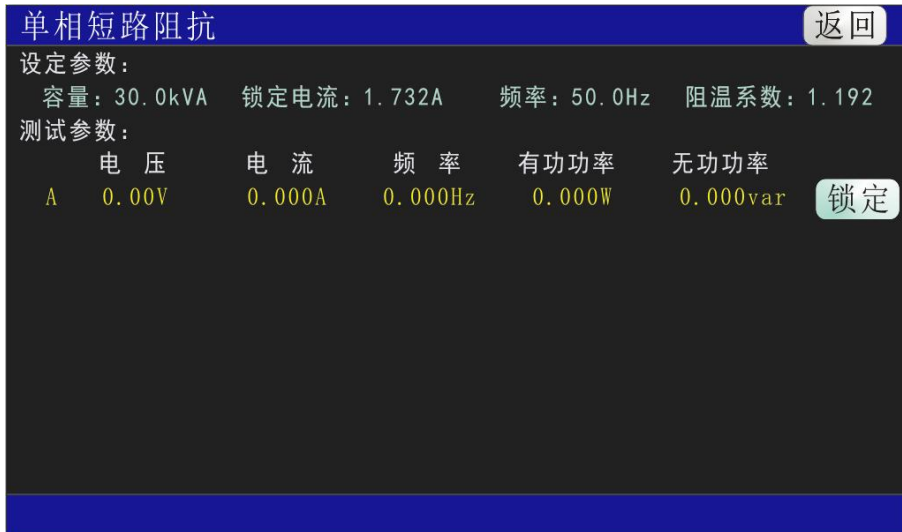 单相短路阻抗 返回
设定参数:
容量: 30.0kVA 锁定电流: 1.732A 频率: 50.0Hz 阻温系数: 1.192
测试参数:
电 压 电 流 频 率 有功功率 无功功率
A 0.00V 0.000A 0.000Hz 0.000W 0.000var 锁定